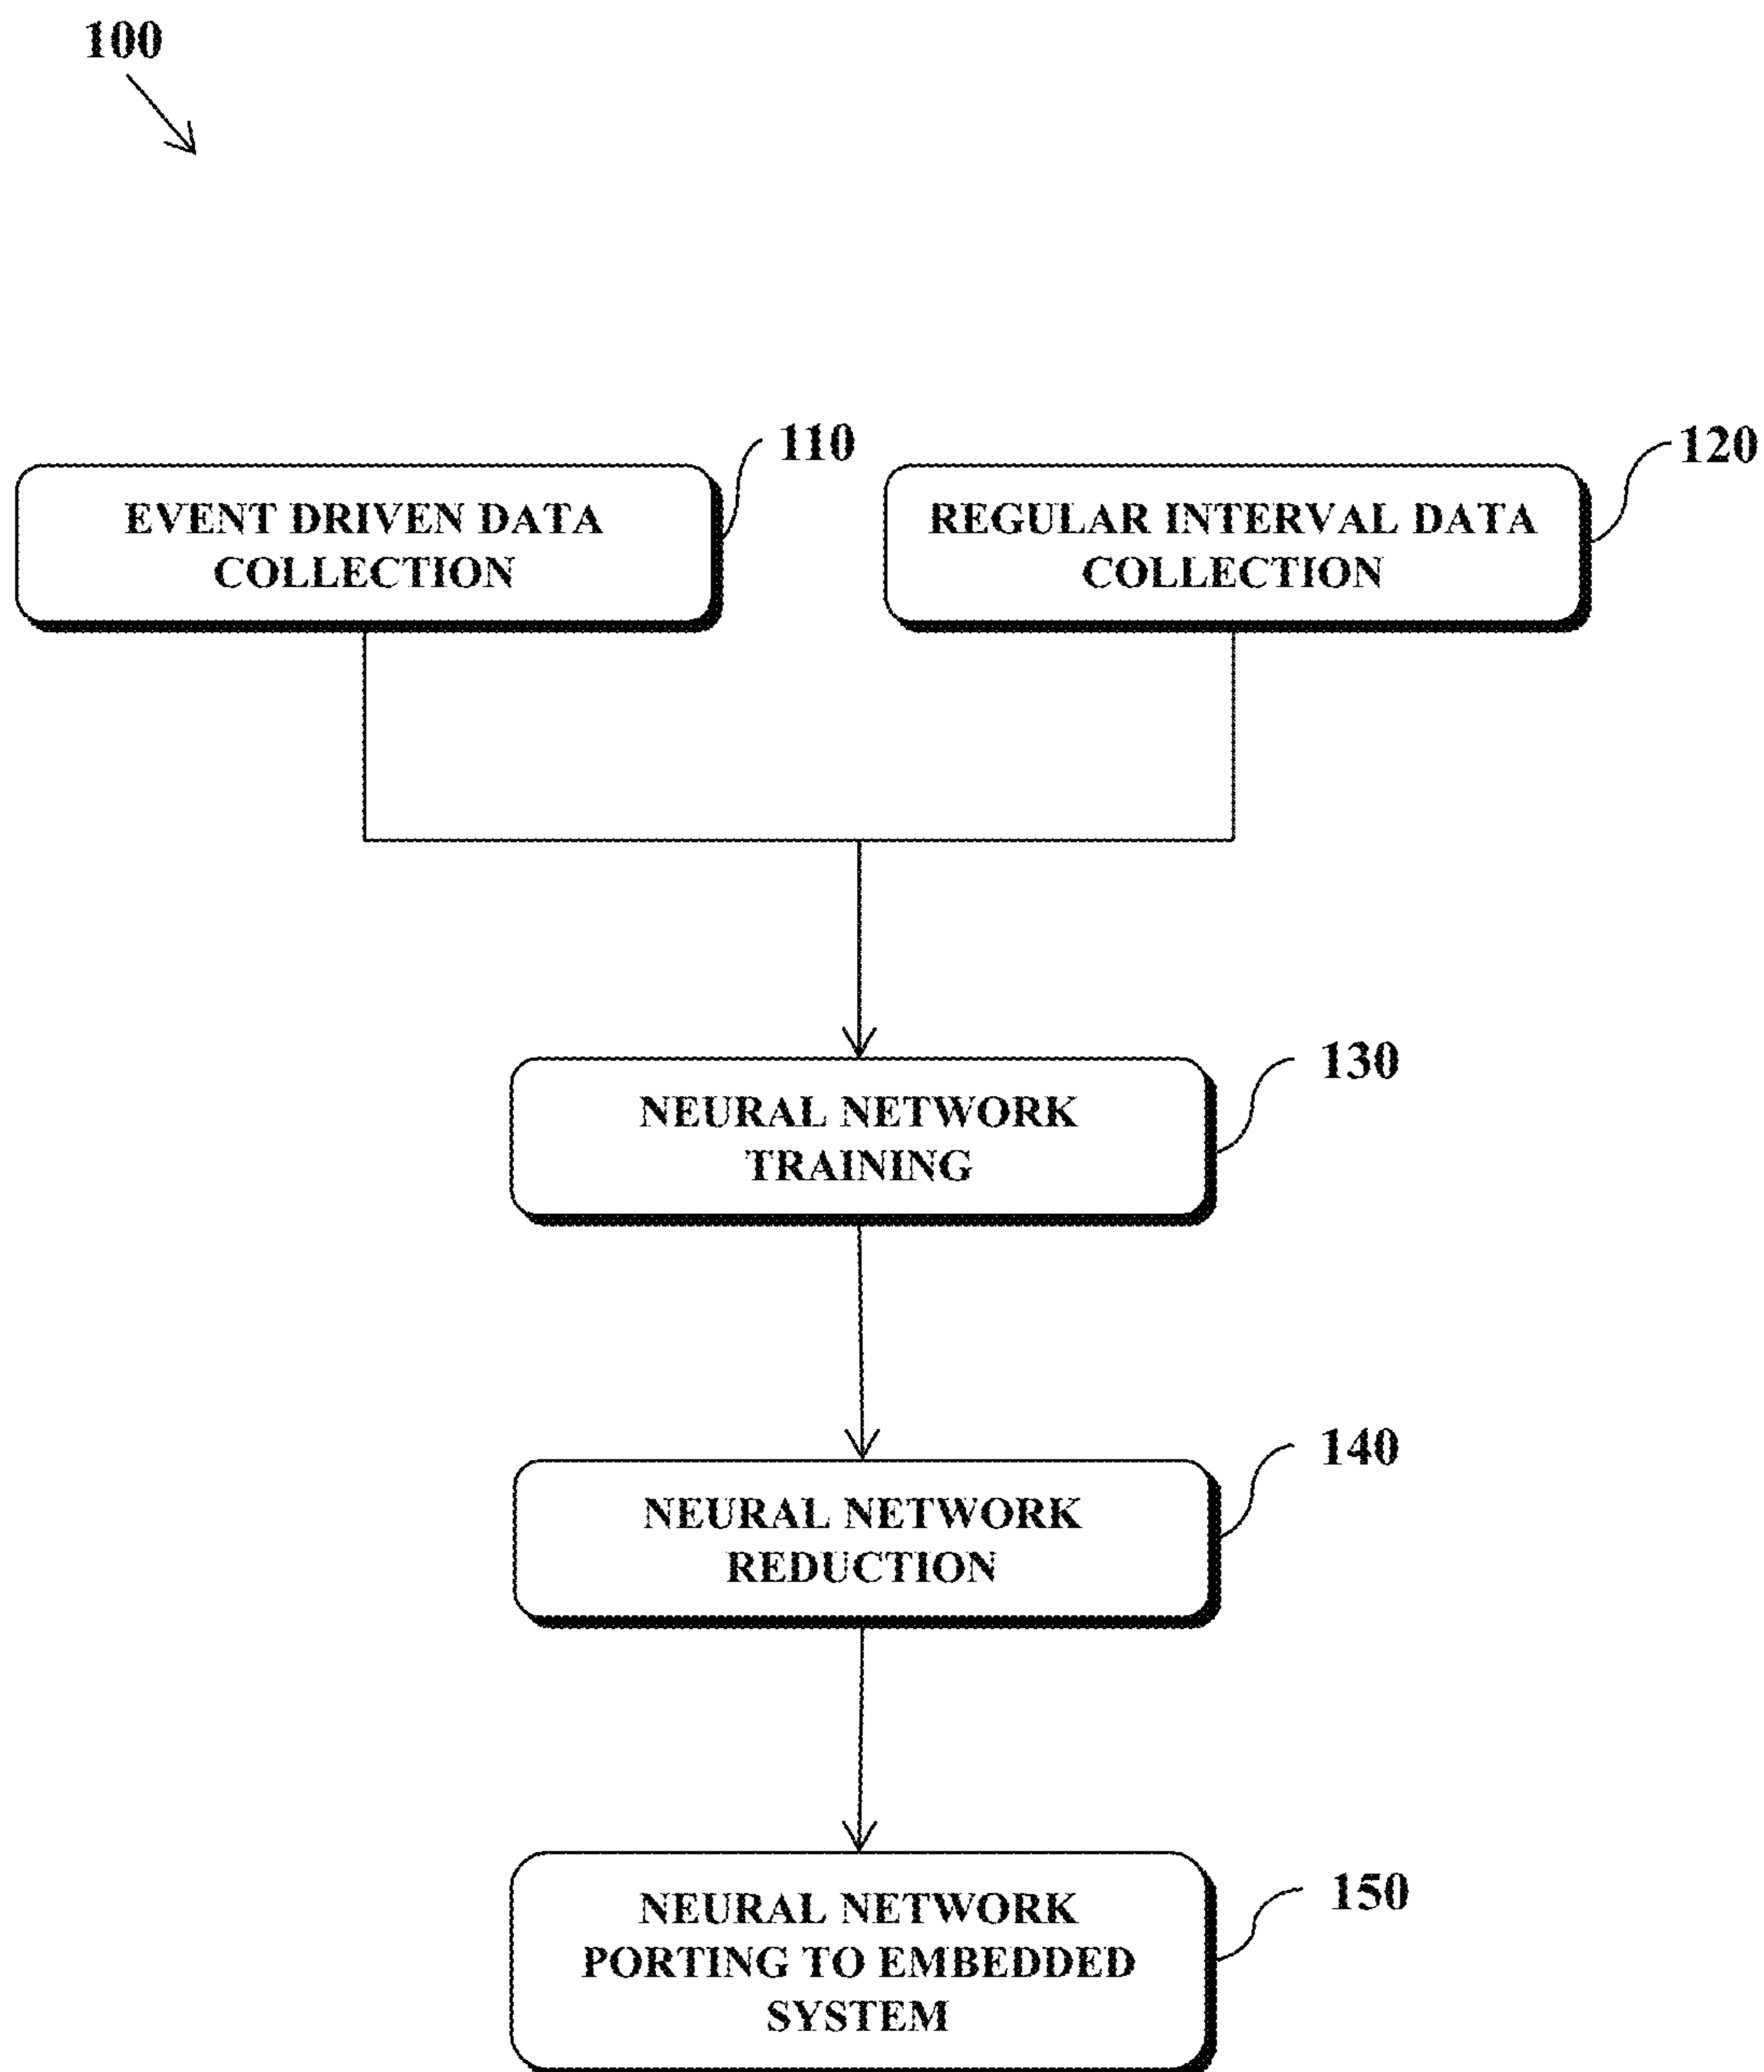 100
110
120
EVENT DRIVEN DATA
COLLECTION
REGULAR INTERVAL DATA
COLLECTION
130
NEURAL NETWORK
TRAINING
140
NEURAL NETWORK
REDUCTION
150
NEURAL NETWORK
PORTING TO EMBEDDED
SYSTEM